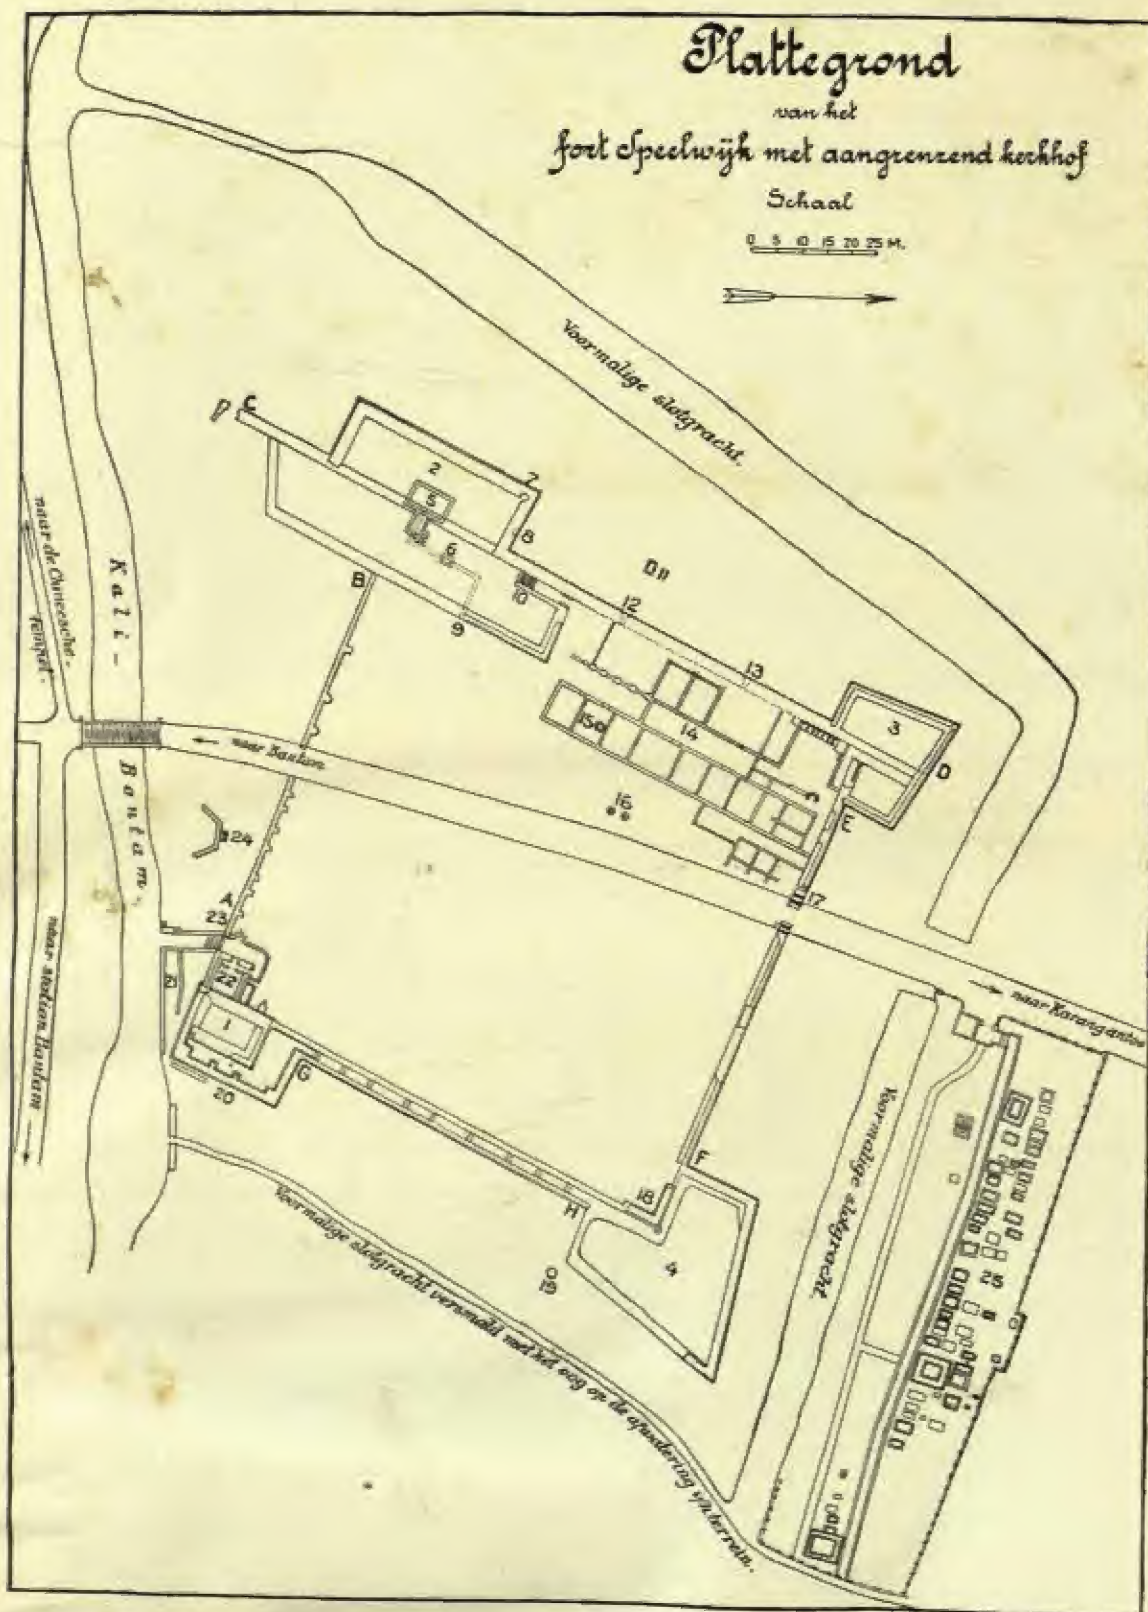 Plattegrond
van het
fort Speelwijk met aangrenzend kerkhof
Schaal
0 5 10 15 20 25 M.
Voormalige slotgracht.
C
2
7
5
8
6
B
10
9
D 11
12
13
14
15a
3
D
E
16
17
naar de Chineesche-
Tempel.
Kali-
Bantam.
naar Bantam
naar station Bantam
24
A
23
22
21
1
G
20
naar Karangantoe
Voormalige slotgracht.
F
18
H
4
19
25
Voormalige slotgracht versmald met het oog op de afwatering v/h terrein.